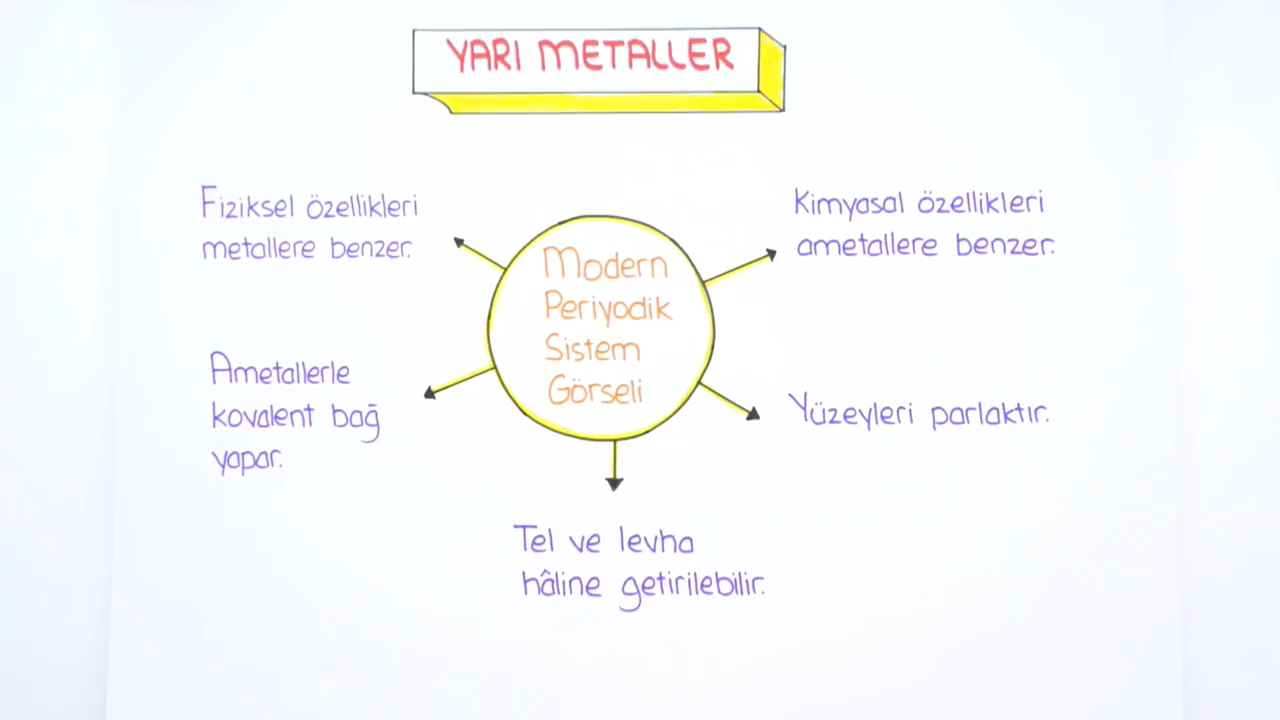 YARI METALLER
Fiziksel özellikleri
metallere benzer.
Kimyasal özellikleri
ametallere benzer.
Modern
Periyodik
Sistem
Görseli
Ametallerle
kovalent bağ
yapar.
Yüzeyleri parlaktır.
Tel ve levha
hâline getirilebilir.